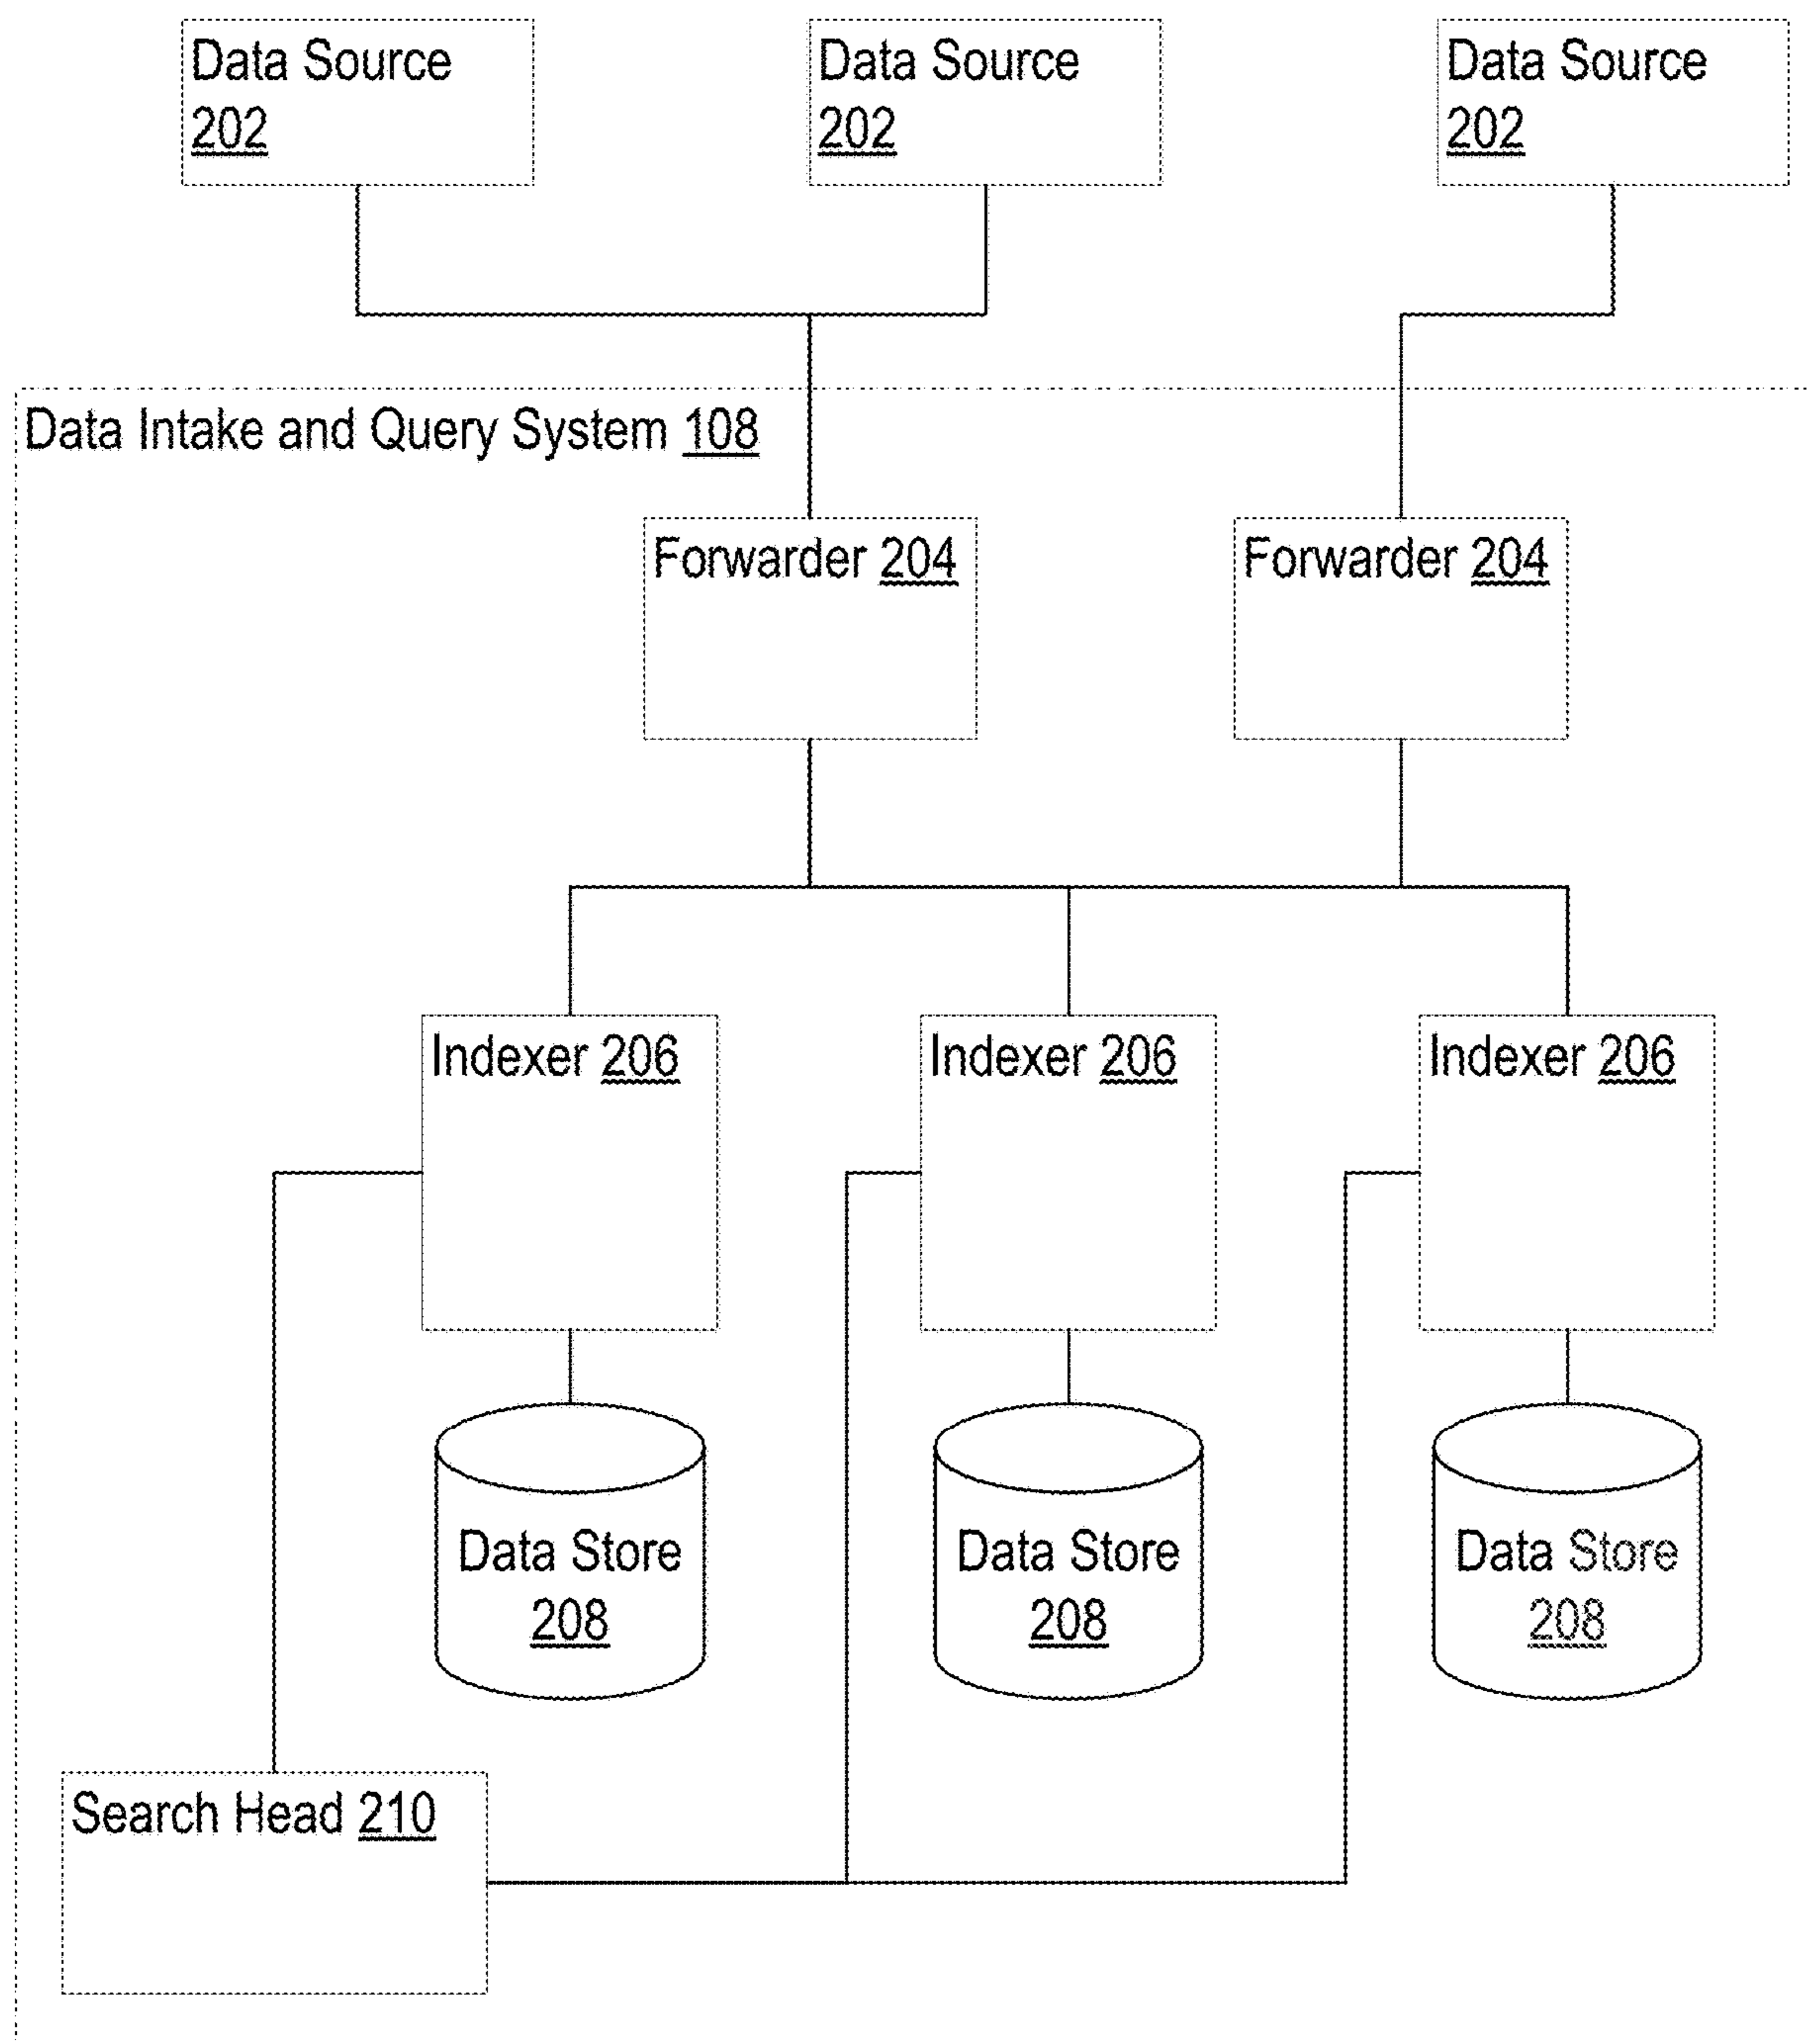 Data Source
202
Data Source
202
Data Source
202
Data Intake and Query System 108
Forwarder 204
Forwarder 204
Indexer 206
Indexer 206
Indexer 206
Data Store
208
Data Store
208
Data Store
208
Search Head 210